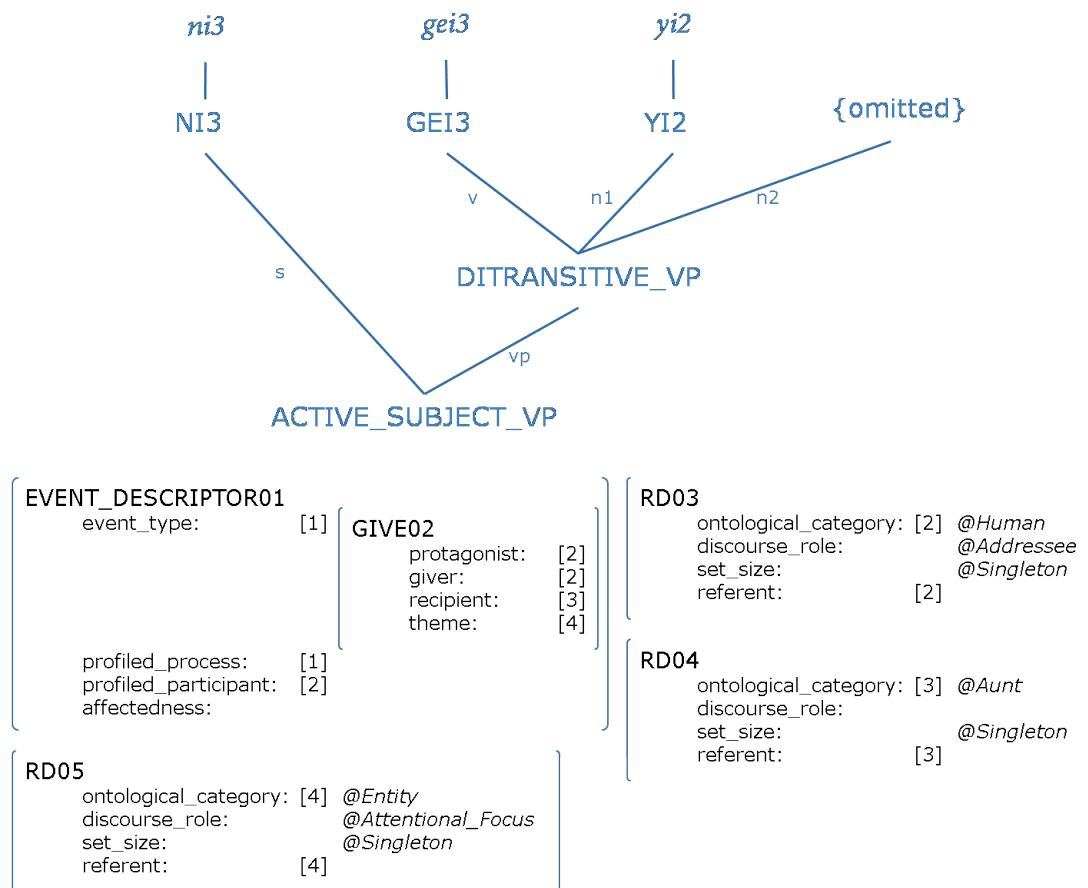 ni3 gei3 yi2
NI3 GEI3 YI2 {omitted}
v n1 n2
s
DITRANSITIVE_VP
vp
ACTIVE_SUBJECT_VP
EVENT_DESCRIPTOR01
event_type: [1]
GIVE02
protagonist: [2]
giver: [2]
recipient: [3]
theme: [4]
profiled_process: [1]
profiled_participant: [2]
affectedness:
RD03
ontological_category: [2] @Human
discourse_role: @Addressee
set_size: @Singleton
referent: [2]
RD04
ontological_category: [3] @Aunt
discourse_role:
set_size: @Singleton
referent: [3]
RD05
ontological_category: [4] @Entity
discourse_role: @Attentional_Focus
set_size: @Singleton
referent: [4]